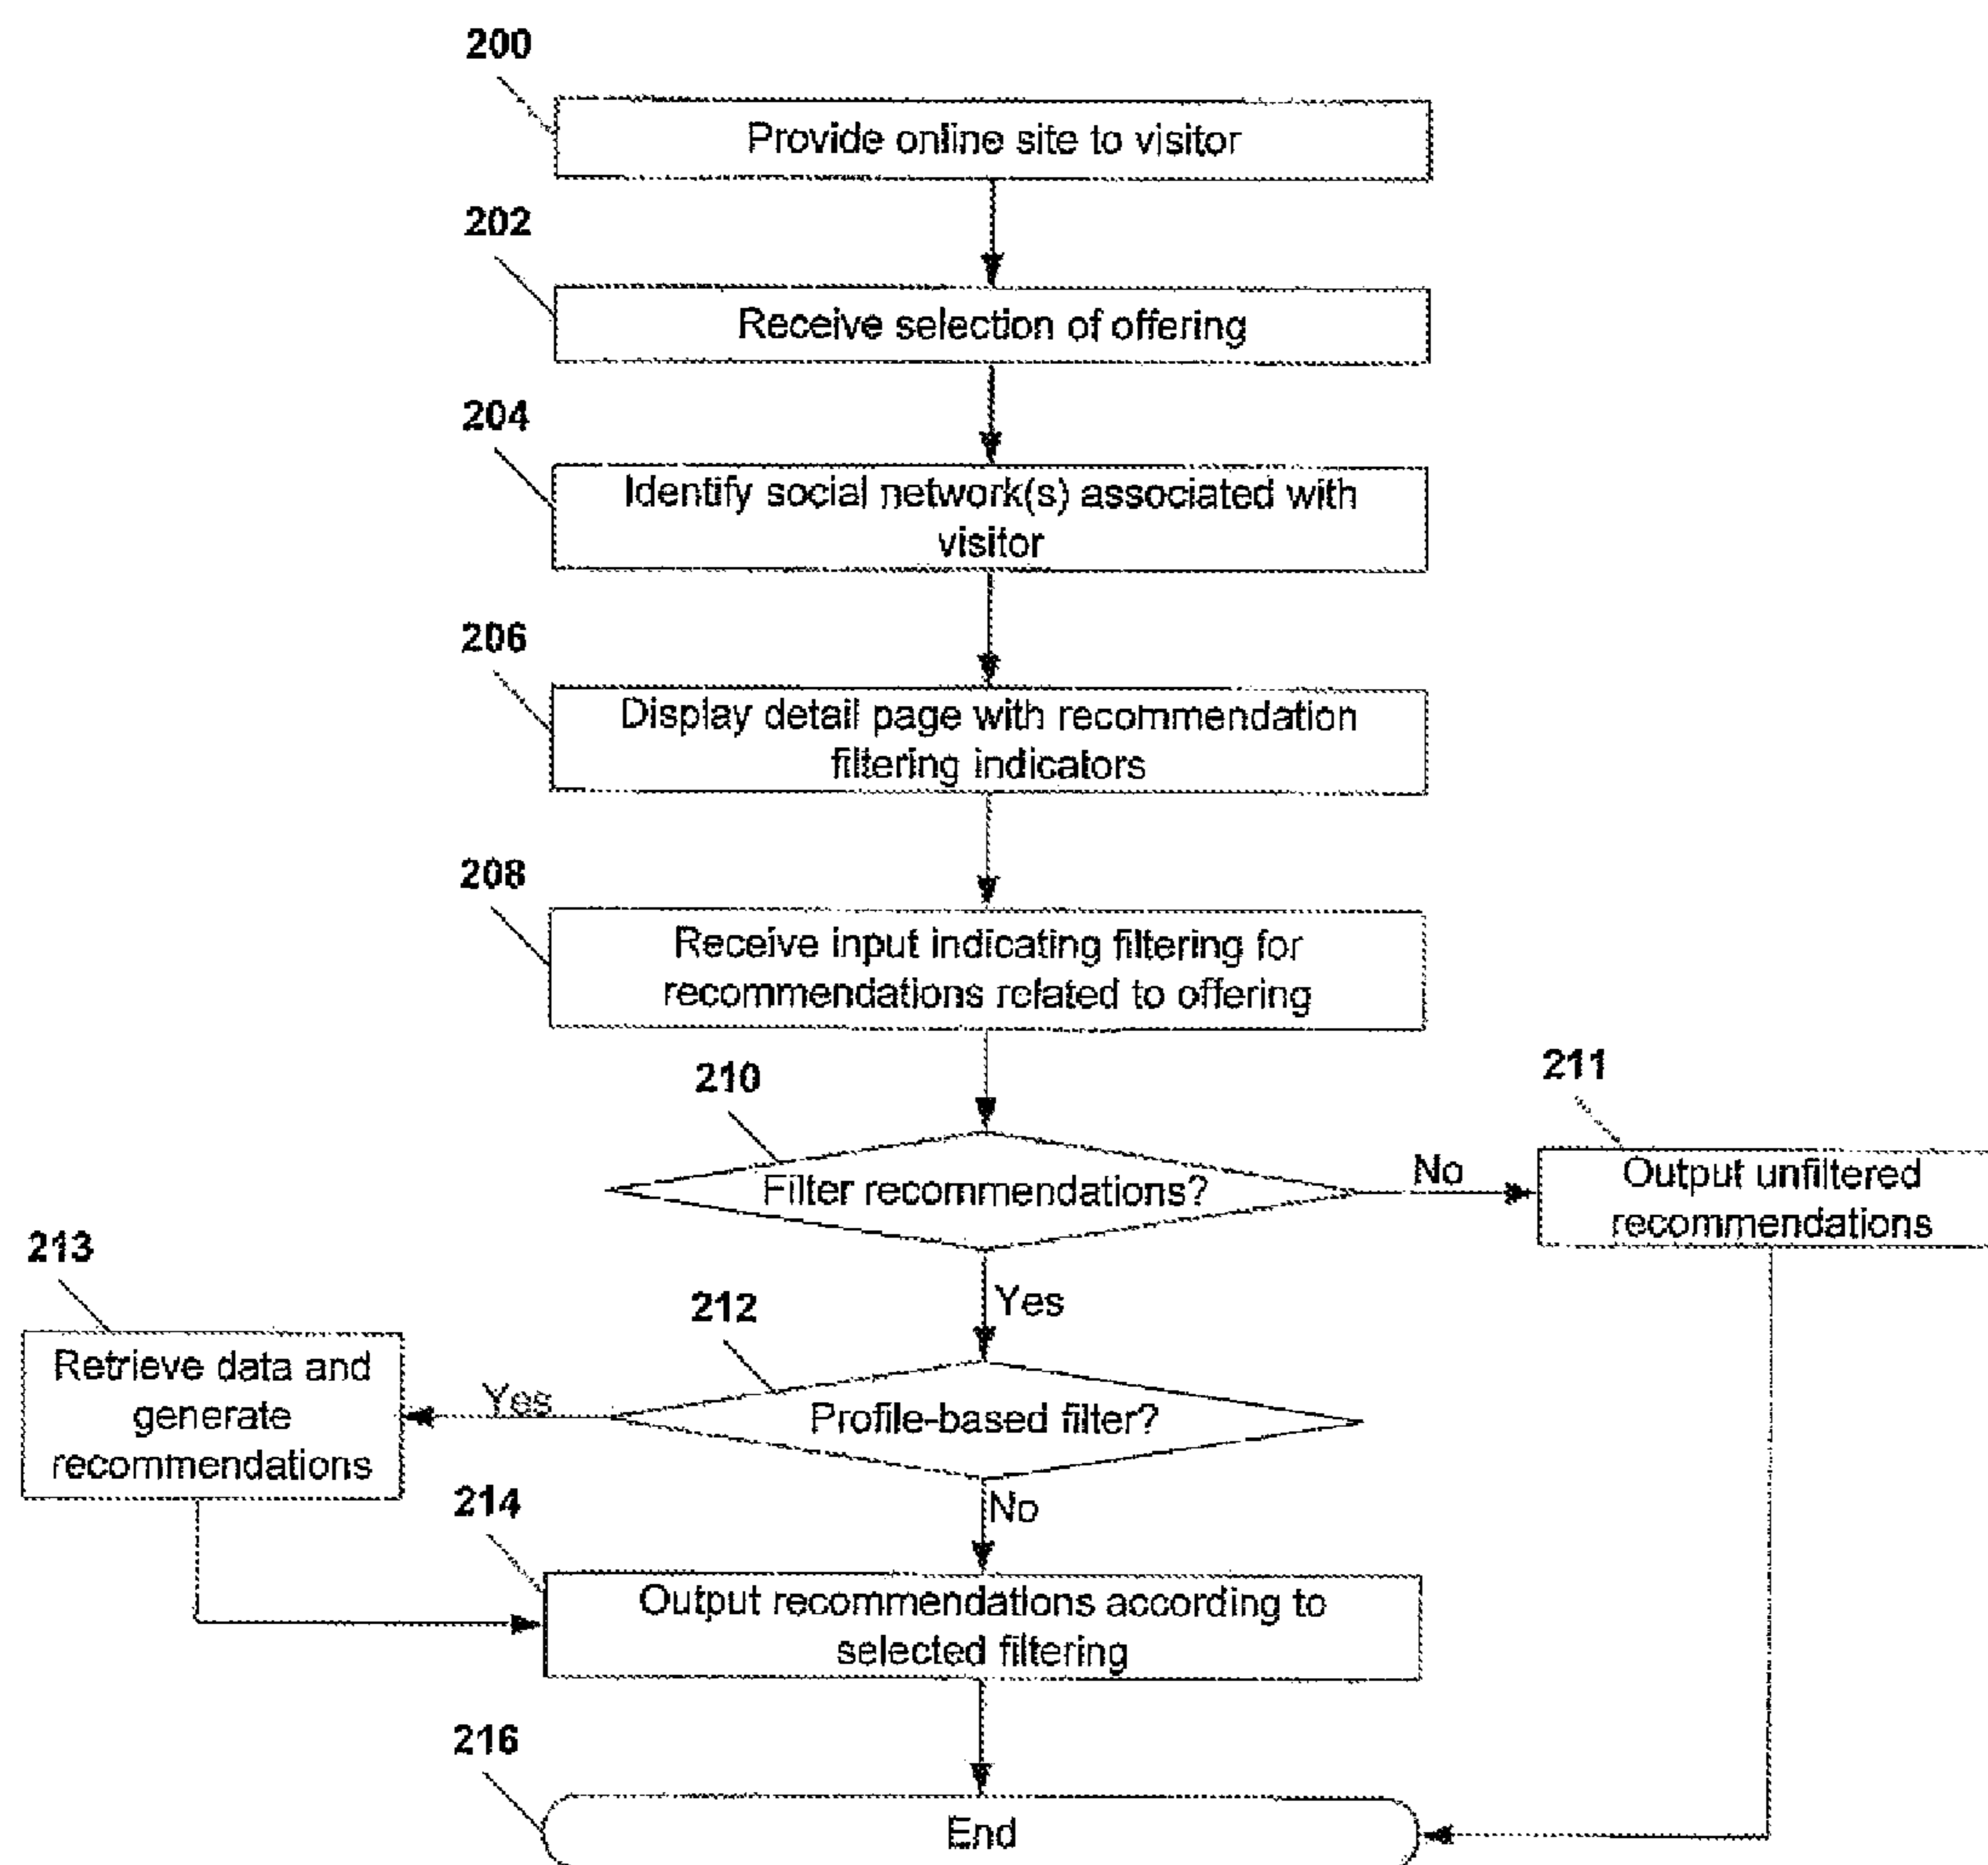 200
Provide online site to visitor
202
Receive selection of offering
204
Identify social network(s) associated with
visitor
206
Display detail page with recommendation
filtering indicators
208
Receive input indicating filtering for
recommendations related to offering
210
Filter recommendations?
No
211
Output unfiltered
recommendations
Yes
212
Profile-based filter?
Yes
213
Retrieve data and
generate
recommendations
No
214
Output recommendations according to
selected filtering
216
End